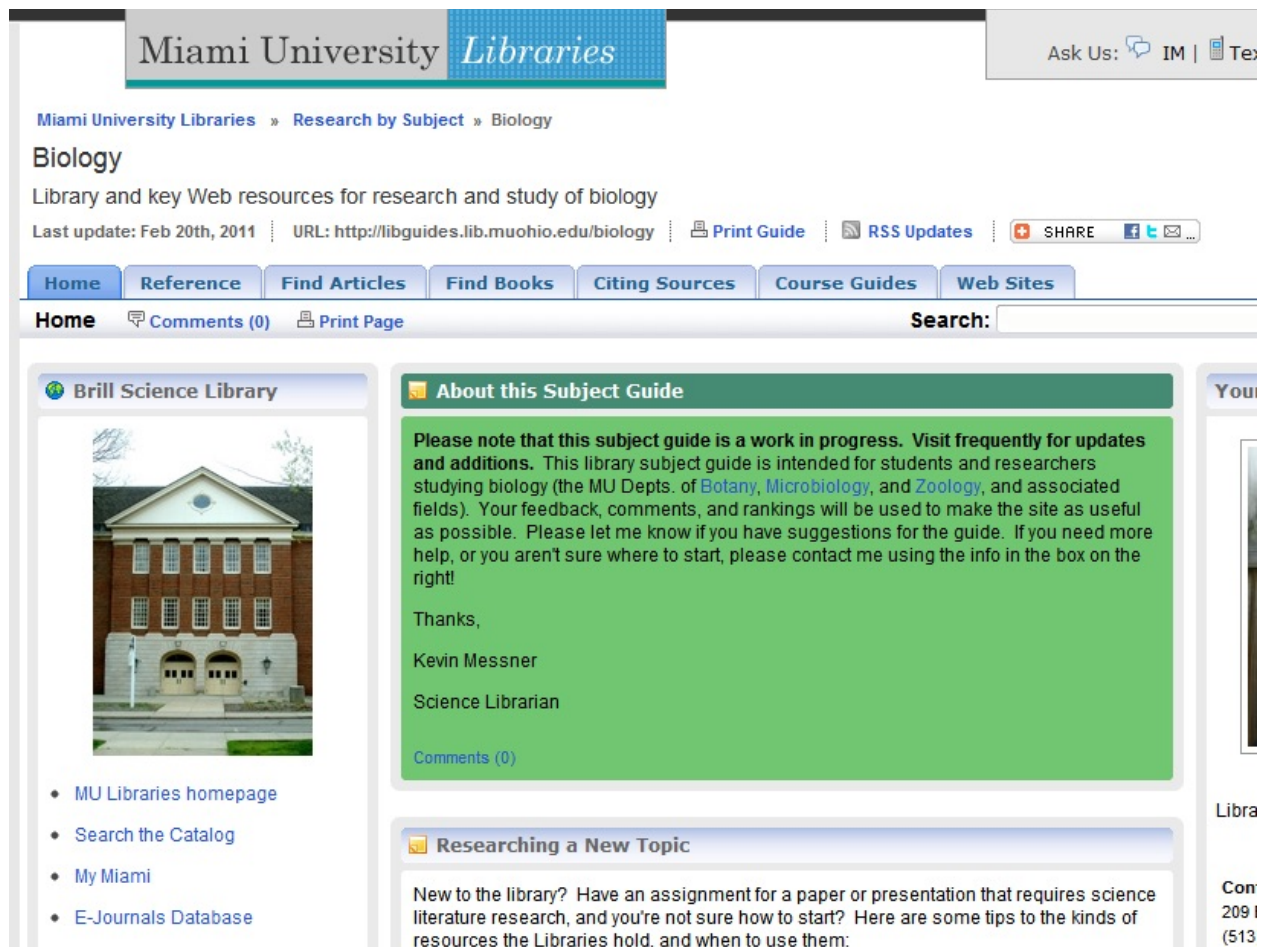 Miami University Libraries
Ask Us: IM |
Miami University Libraries » Research by Subject » Biology
Biology
Library and key Web resources for research and study of biology
Last update: Feb 20th, 2011 URL: http://libguides.lib.muohio.edu/biology Print Guide RSS Updates SHARE
Home Reference Find Articles Find Books Citing Sources Course Guides Web Sites
Home Comments (0) Print Page Search:
Brill Science Library
MU Libraries homepage
Search the Catalog
My Miami
E-Journals Database
About this Subject Guide
Please note that this subject guide is a work in progress. Visit frequently for updates
and additions. This library subject guide is intended for students and researchers
studying biology (the MU Depts. of Botany, Microbiology, and Zoology, and associated
fields). Your feedback, comments, and rankings will be used to make the site as useful
as possible. Please let me know if you have suggestions for the guide. If you need more
help, or you aren't sure where to start, please contact me using the info in the box on the
right!
Thanks,
Kevin Messner
Science Librarian
Comments (0)
Researching a New Topic
New to the library? Have an assignment for a paper or presentation that requires science
literature research, and you're not sure how to start? Here are some tips to the kinds of
resources the Libraries hold, and when to use them:
209
(513